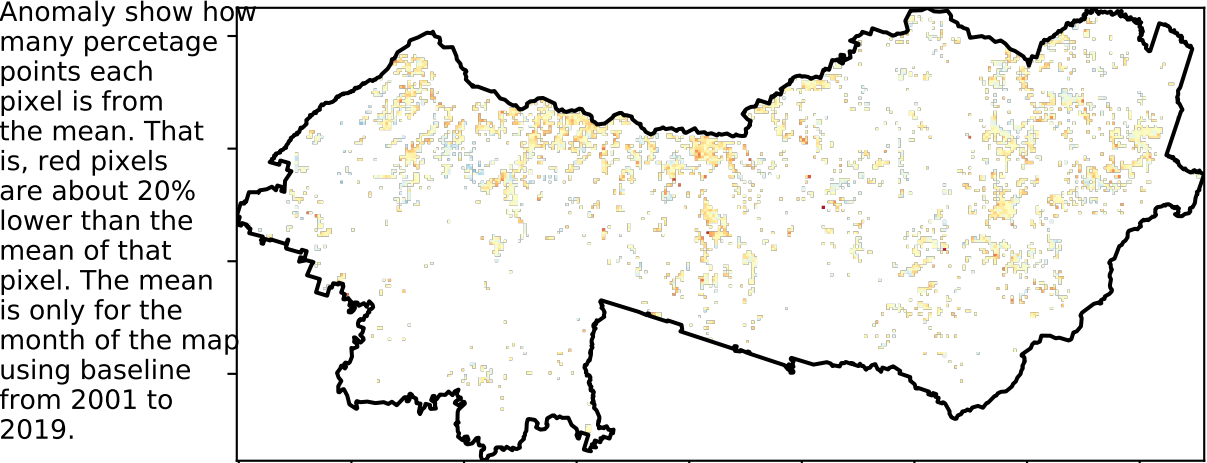 Anomaly show how
many percetage
points each
pixel is from
the mean. That
is, red pixels
are about 20%
lower than the
mean of that
pixel. The mean
is only for the
month of the map
using baseline
from 2001 to
2019.